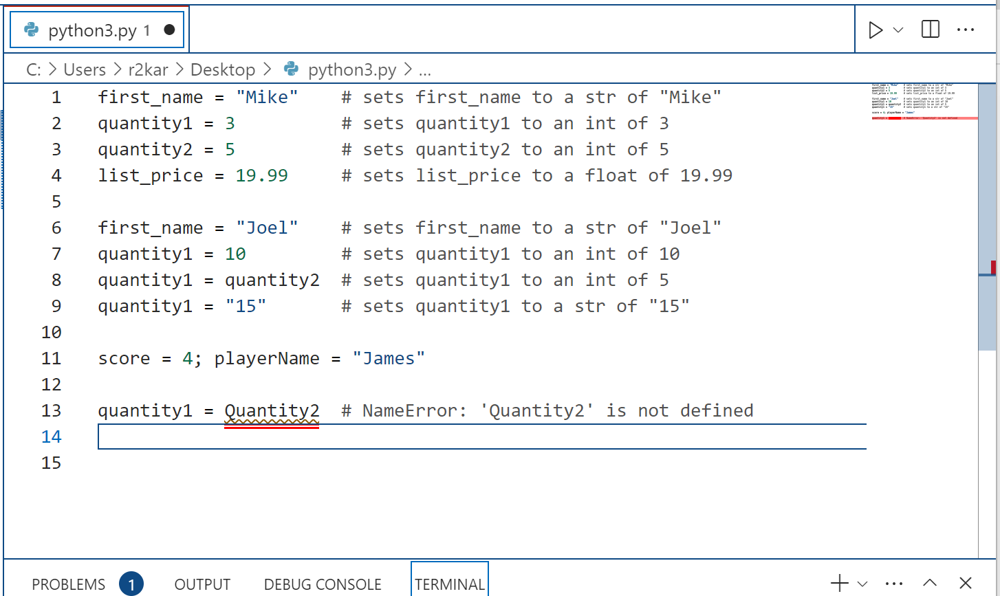 python3.py 1
C: > Users > r2kar > Desktop > python3.py > ...
1 first_name = "Mike" # sets first_name to a str of "Mike"
2 quantity1 = 3 # sets quantity1 to an int of 3
3 quantity2 = 5 # sets quantity2 to an int of 5
4 list_price = 19.99 # sets list_price to a float of 19.99
5
6 first_name = "Joel" # sets first_name to a str of "Joel"
7 quantity1 = 10 # sets quantity1 to an int of 10
8 quantity1 = quantity2 # sets quantity1 to an int of 5
9 quantity1 = "15" # sets quantity1 to a str of "15"
10
11 score = 4; playerName = "James"
12
13 quantity1 = Quantity2 # NameError: 'Quantity2' is not defined
14
15
PROBLEMS 1 OUTPUT DEBUG CONSOLE TERMINAL